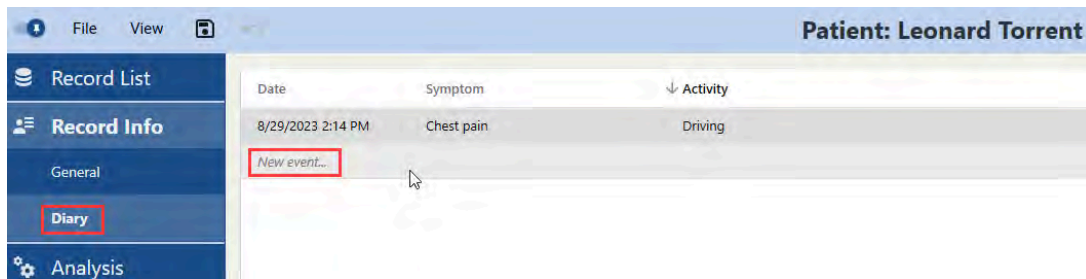 File View Patient: Leonard Torrent
Record List
Date Symptom Activity
Record Info
8/29/2023 2:14 PM Chest pain Driving
New event...
General
Diary
Analysis